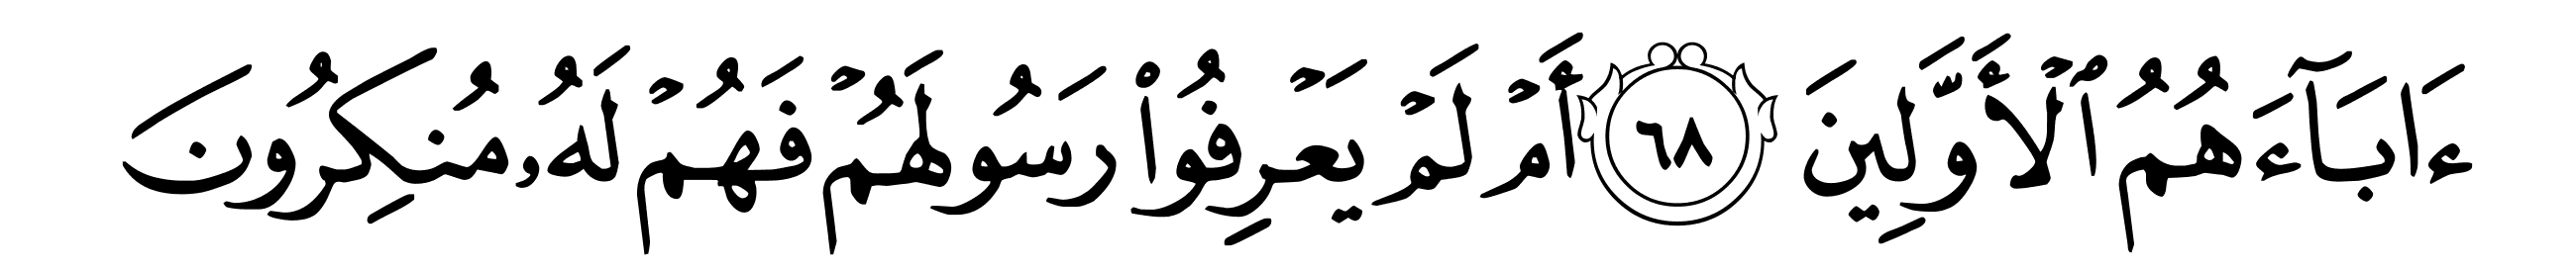 ءَابَآءَهُمُ ٱلْأَوَّلِينَ ٦٨ أَمْ لَمْ يَعْرِفُوا۟ رَسُولَهُمْ فَهُمْ لَهُۥ مُنكِرُونَ